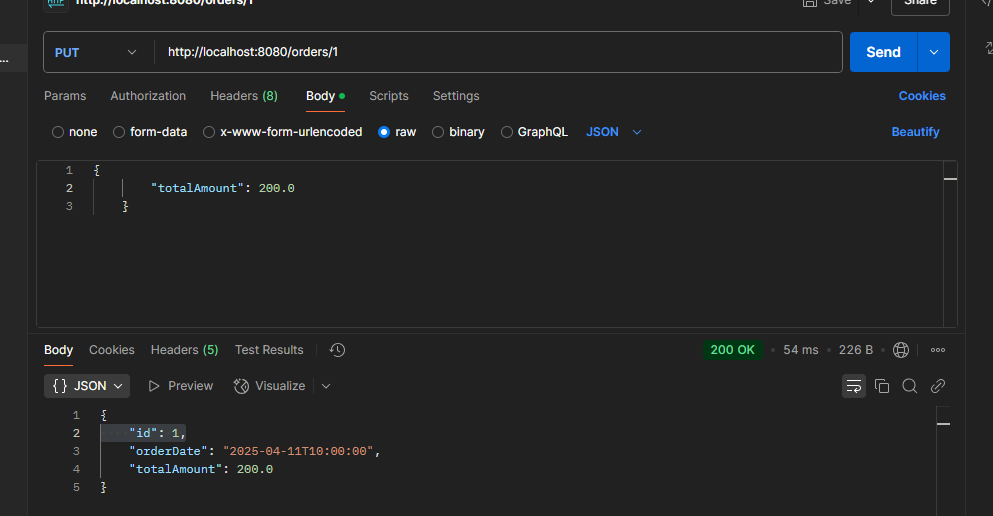 HTTP http://localhost:8080/orders/1 Save Share
PUT http://localhost:8080/orders/1 Send
Params Authorization Headers (8) Body Scripts Settings Cookies
none form-data x-www-form-urlencoded raw binary GraphQL JSON Beautify
1 {
2 "totalAmount": 200.0
3 }
Body Cookies Headers (5) Test Results 200 OK • 54 ms • 226 B
{} JSON Preview Visualize
1 {
2 "id": 1,
3 "orderDate": "2025-04-11T10:00:00",
4 "totalAmount": 200.0
5 }